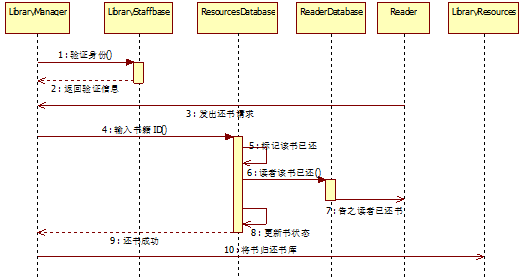 LibraryManager
LibraryStaffbase
ResourcesDatabase
ReaderDatabase
Reader
LibraryResources
1 : 验证身份()
2 : 返回验证信息
3 : 发出还书请求
4 : 输入书籍 ID()
5 : 标记该书已还
6 : 读者该书已还()
7 : 告之读者已还书
8 : 更新书状态
9 : 还书成功
10 : 将书归还书库